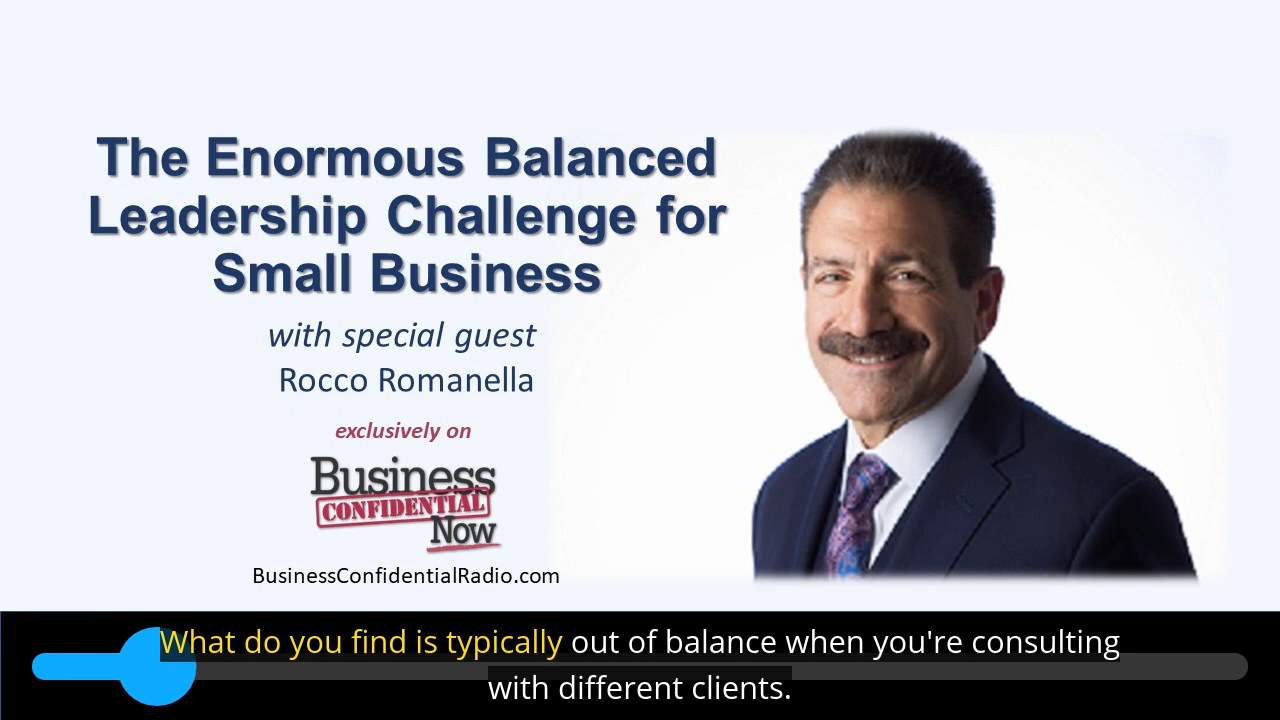 The Enormous Balanced
Leadership Challenge for
Small Business
with special guest
Rocco Romanella
exclusively on
Business
CONFIDENTIAL
Now
BusinessConfidentialRadio.com
What do you find is typically out of balance when you're consulting
with different clients.